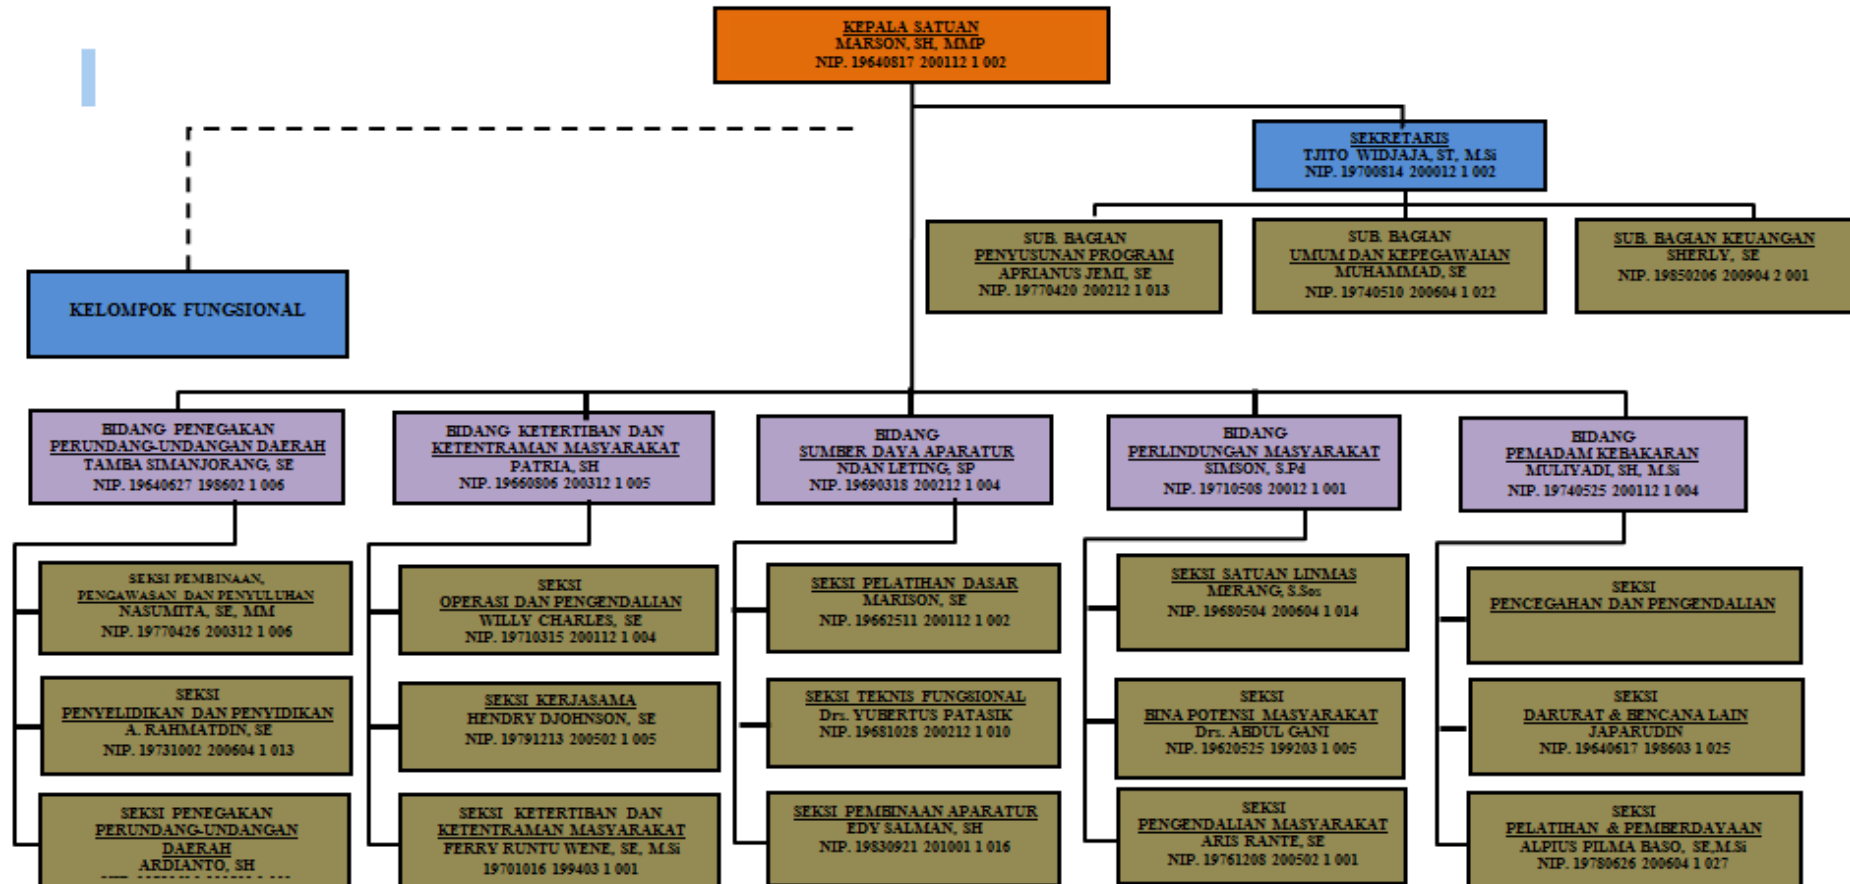 KEPALA SATUAN
MARSON, SH, MMP
NIP. 19640817 200112 1 002
SEKRETARIS
TJITO WIDJAJA, ST, M.Si
NIP. 19700814 200012 1 002
SUB. BAGIAN
PENYUSUNAN PROGRAM
APRIANUS JEMI, SE
NIP. 19770420 200212 1 013
SUB. BAGIAN
UMUM DAN KEPEGAWAIAN
MUHAMMAD, SE
NIP. 19740510 200604 1 022
SUB. BAGIAN KEUANGAN
SHERLY, SE
NIP. 19850206 200904 2 001
KELOMPOK FUNGSIONAL
BIDANG PENEGAKAN
PERUNDANG-UNDANGAN DAERAH
TAMBA SIMANJORANG, SE
NIP. 19640627 198602 1 006
BIDANG KETERTIBAN DAN
KETENTRAMAN MASYARAKAT
PATRIA, SH
NIP. 19660806 200312 1 005
BIDANG
SUMBER DAYA APARATUR
NDAN LETING, SP
NIP. 19690318 200212 1 004
BIDANG
PERLINDUNGAN MASYARAKAT
SIMSON, S.Pd
NIP. 19710508 20012 1 001
BIDANG
PEMADAM KEBAKARAN
MULIYADI, SH, M.Si
NIP. 19740525 200112 1 004
SEKSI PEMBINAAN,
PENGAWASAN DAN PENYULUHAN
NASUMITA, SE, MM
NIP. 19770426 200312 1 006
SEKSI
OPERASI DAN PENGENDALIAN
WILLY CHARLES, SE
NIP. 19710315 200112 1 004
SEKSI PELATIHAN DASAR
MARISON, SE
NIP. 19662511 200112 1 002
SEKSI SATUAN LINMAS
MERANG, S.Sos
NIP. 19680504 200604 1 014
SEKSI
PENCEGAHAN DAN PENGENDALIAN
SEKSI
PENYELIDIKAN DAN PENYIDIKAN
A. RAHMATDIN, SE
NIP. 19731002 200604 1 013
SEKSI KERJASAMA
HENDRY DJOHNSON, SE
NIP. 19791213 200502 1 005
SEKSI TEKNIS FUNGSIONAL
Drs. YUBERTUS PATASIK
NIP. 19681028 200212 1 010
SEKSI
BINA POTENSI MASYARAKAT
Drs. ABDUL GANI
NIP. 19620525 199203 1 005
SEKSI
DARURAT & BENCANA LAIN
JAPARUDIN
NIP. 19640617 198603 1 025
SEKSI PENEGAKAN
PERUNDANG-UNDANGAN
DAERAH
ARDIANTO, SH
SEKSI KETERTIBAN DAN
KETENTRAMAN MASYARAKAT
FERRY RUNTU WENE, SE, M.Si
19701016 199403 1 001
SEKSI PEMBINAAN APARATUR
EDY SALMAN, SH
NIP. 19830921 201001 1 016
SEKSI
PENGENDALIAN MASYARAKAT
ARIS RANTE, SE
NIP. 19761208 200502 1 001
SEKSI
PELATIHAN & PEMBERDAYAAN
ALPIUS PILMA BASO, SE,M.Si
NIP. 19780626 200604 1 027